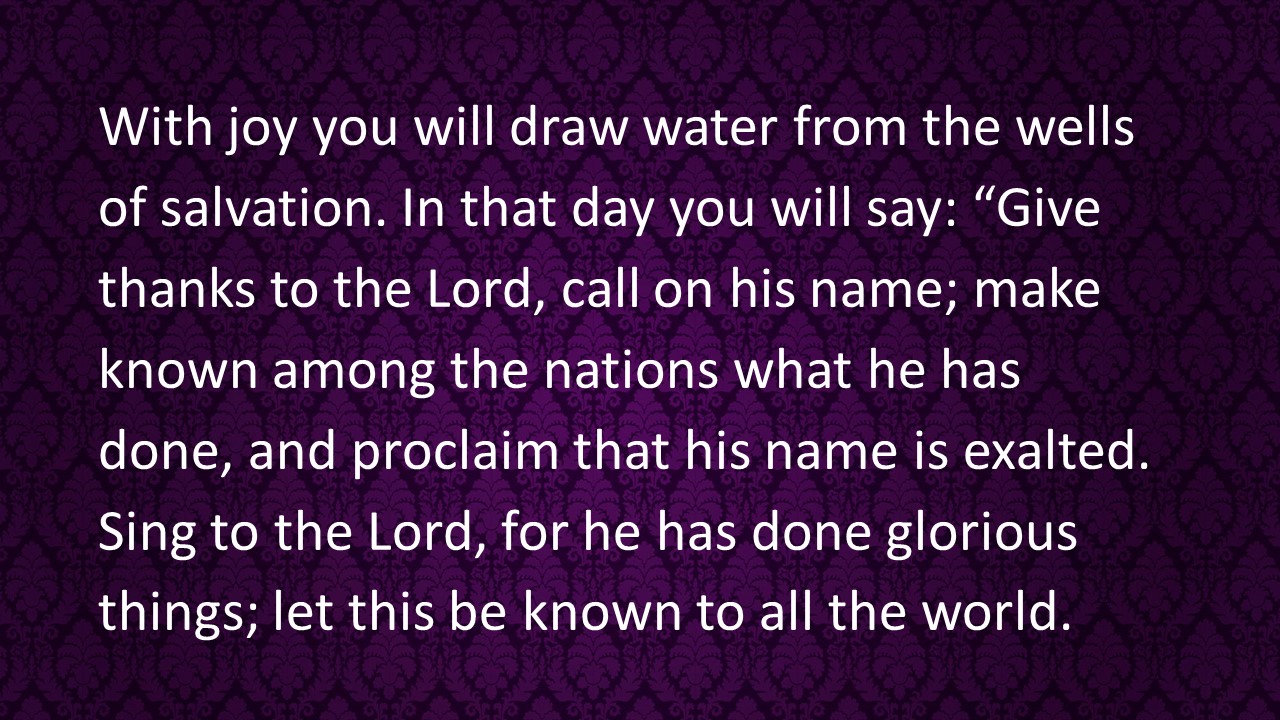 With joy you will draw water from the wells
of salvation. In that day you will say: “Give
thanks to the Lord, call on his name; make
known among the nations what he has
done, and proclaim that his name is exalted.
Sing to the Lord, for he has done glorious
things; let this be known to all the world.